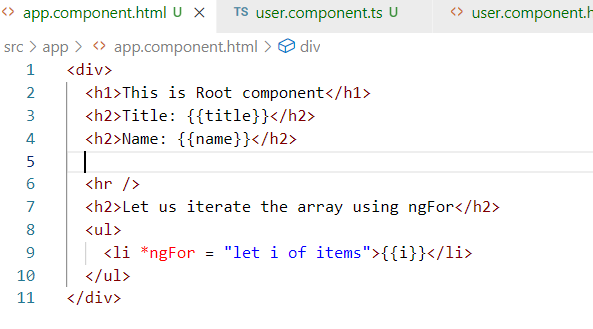 <> app.component.html U × TS user.component.ts U <> user.component.h
src > app > <> app.component.html > div
1 <div>
2 <h1>This is Root component</h1>
3 <h2>Title: {{title}}</h2>
4 <h2>Name: {{name}}</h2>
5
6 <hr />
7 <h2>Let us iterate the array using ngFor</h2>
8 <ul>
9 <li *ngFor = "let i of items">{{i}}</li>
10 </ul>
11 </div>